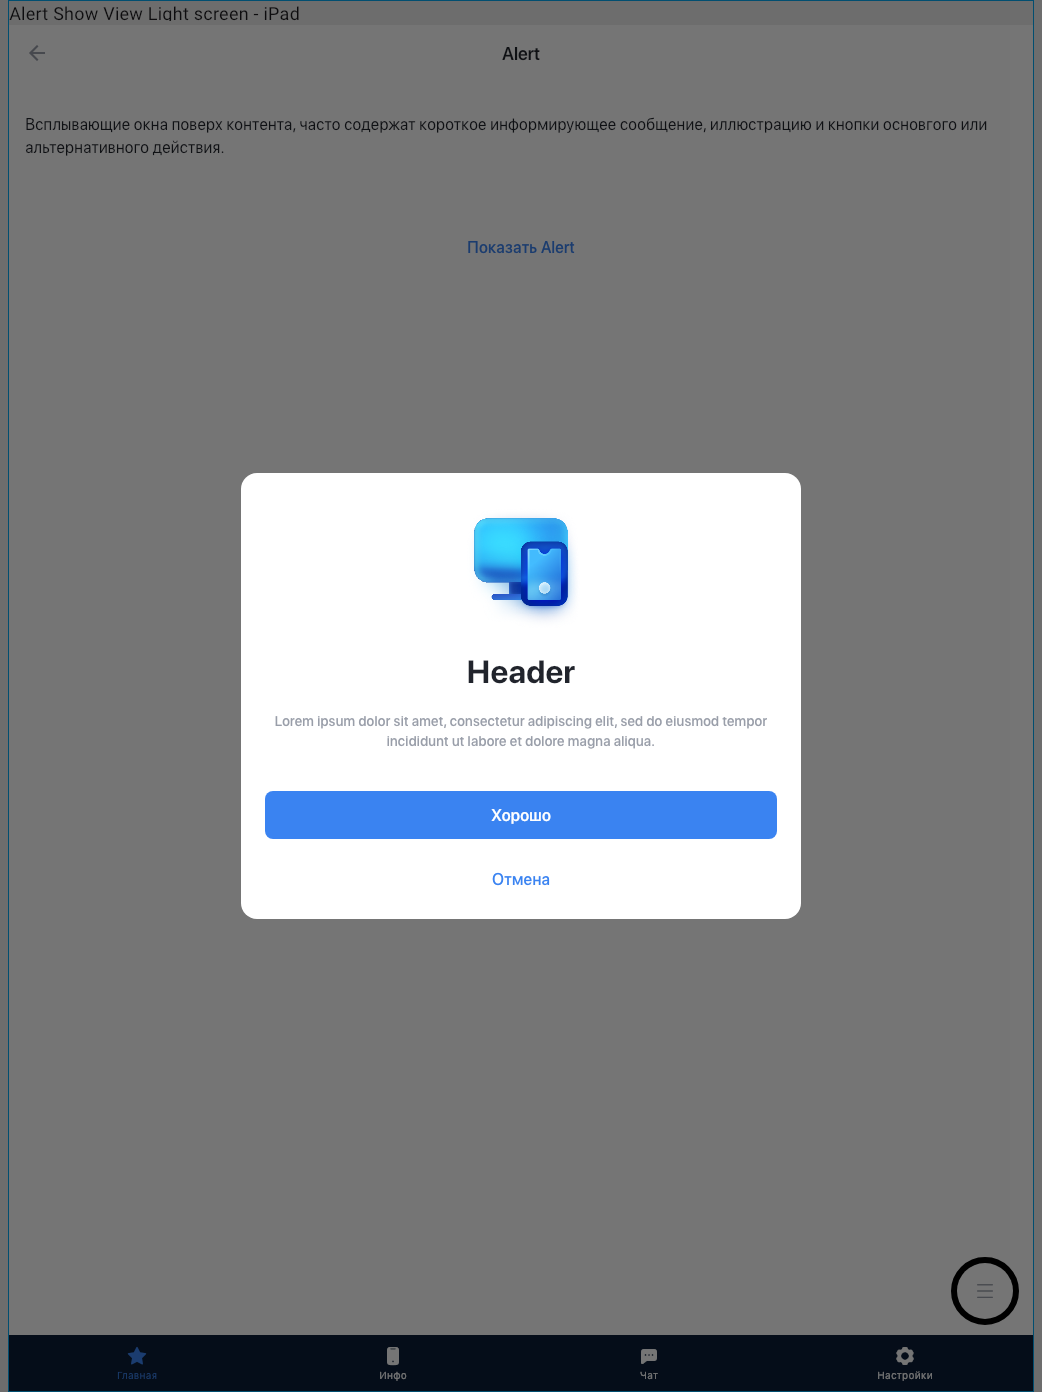 Alert Show View Light screen - iPad
Alert
Всплывающие окна поверх контента, часто содержат короткое информирующее сообщение, иллюстрацию и кнопки основгого или
альтернативного действия.
Показать Alert
Header
Lorem ipsum dolor sit amet, consectetur adipiscing elit, sed do eiusmod tempor
incididunt ut labore et dolore magna aliqua.
Хорошо
Отмена
Главная
Инфо
Чат
Настройки